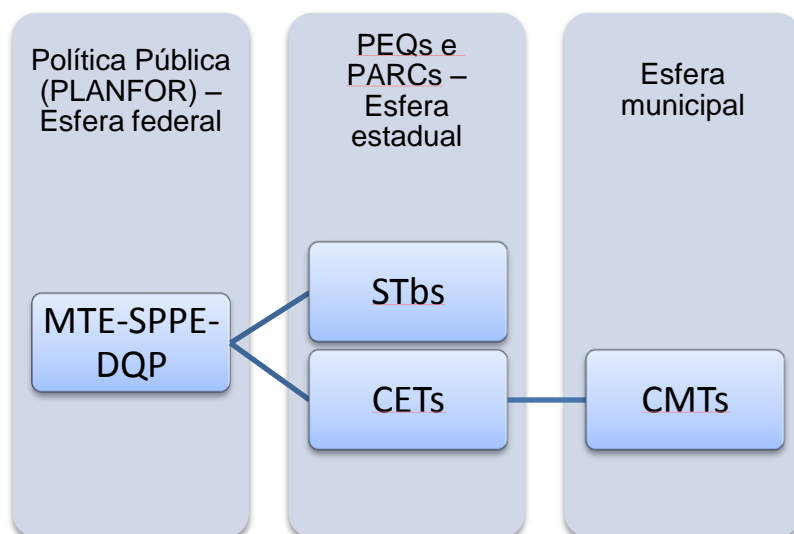 Política Pública
(PLANFOR) –
Esfera federal
PEQs e
PARCs –
Esfera
estadual
Esfera
municipal
MTE-SPPE-
DQP
STbs
CETs
CMTs